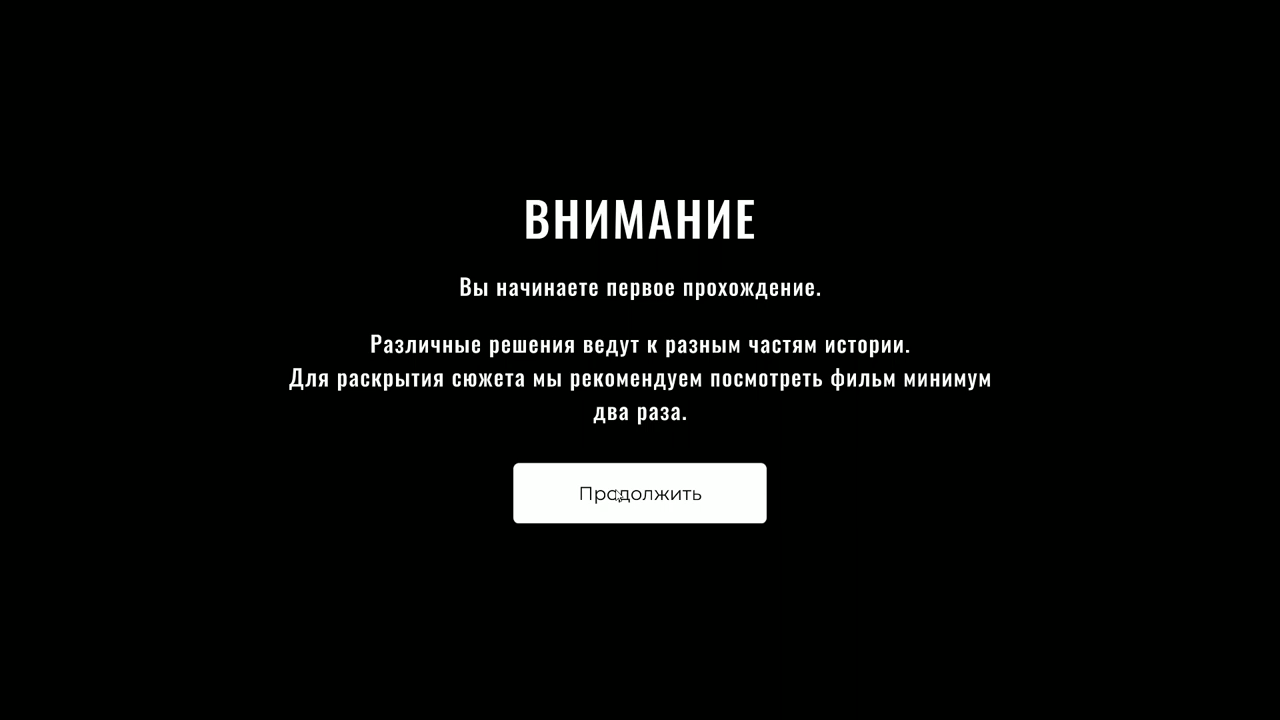 ВНИМАНИЕ
Вы начинаете первое прохождение.
Различные решения ведут к разным частям истории.
Для раскрытия сюжета мы рекомендуем посмотреть фильм минимум
два раза.
Продолжить